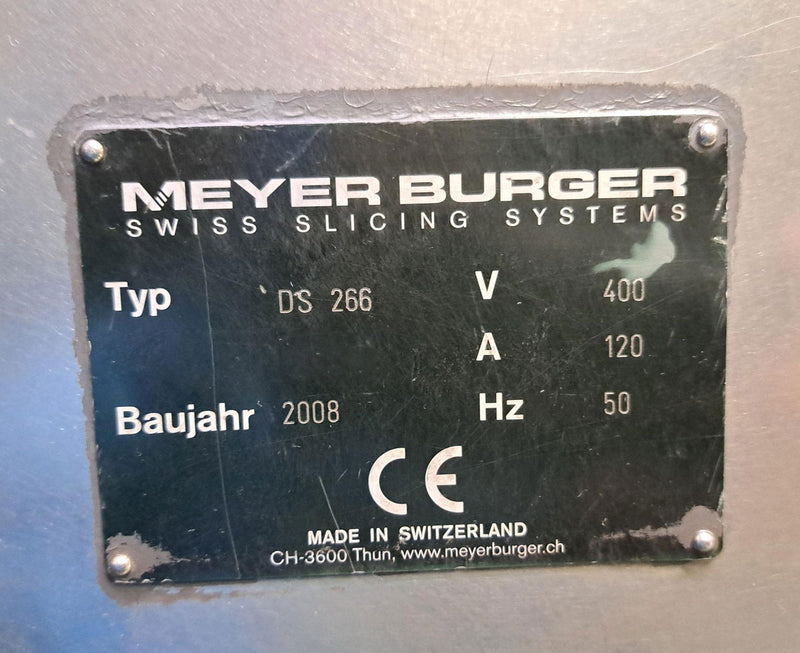 MEYER BURGER
SWISS SLICING SYSTEMS
Typ DS 266 V 400
A 120
Baujahr 2008 Hz 50
CE
MADE IN SWITZERLAND
CH-3600 Thun, www.meyerburger.ch